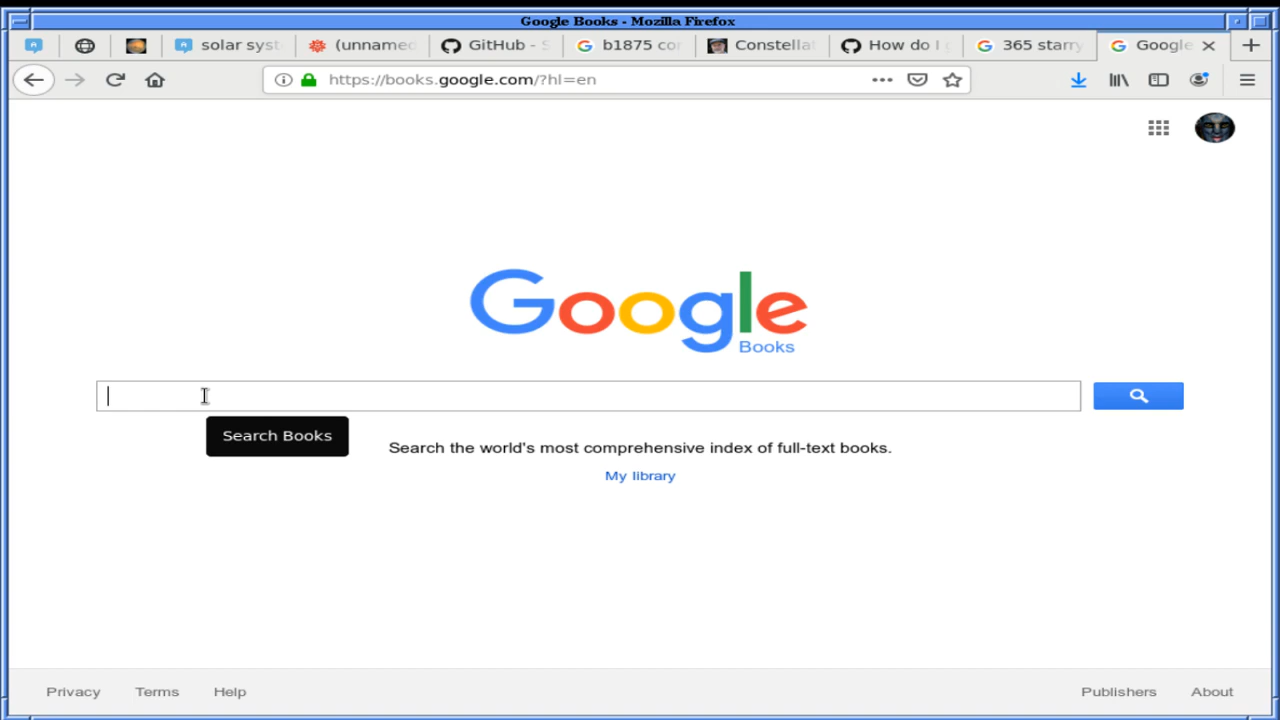 Google Books - Mozilla Firefox
solar syst
(unnamed
GitHub - S
b1875 cor
Constellat
How do I g
365 starry
Google
https://books.google.com/?hl=en
Google
Books
Search Books
Search the world's most comprehensive index of full-text books.
My library
Privacy Terms Help Publishers About